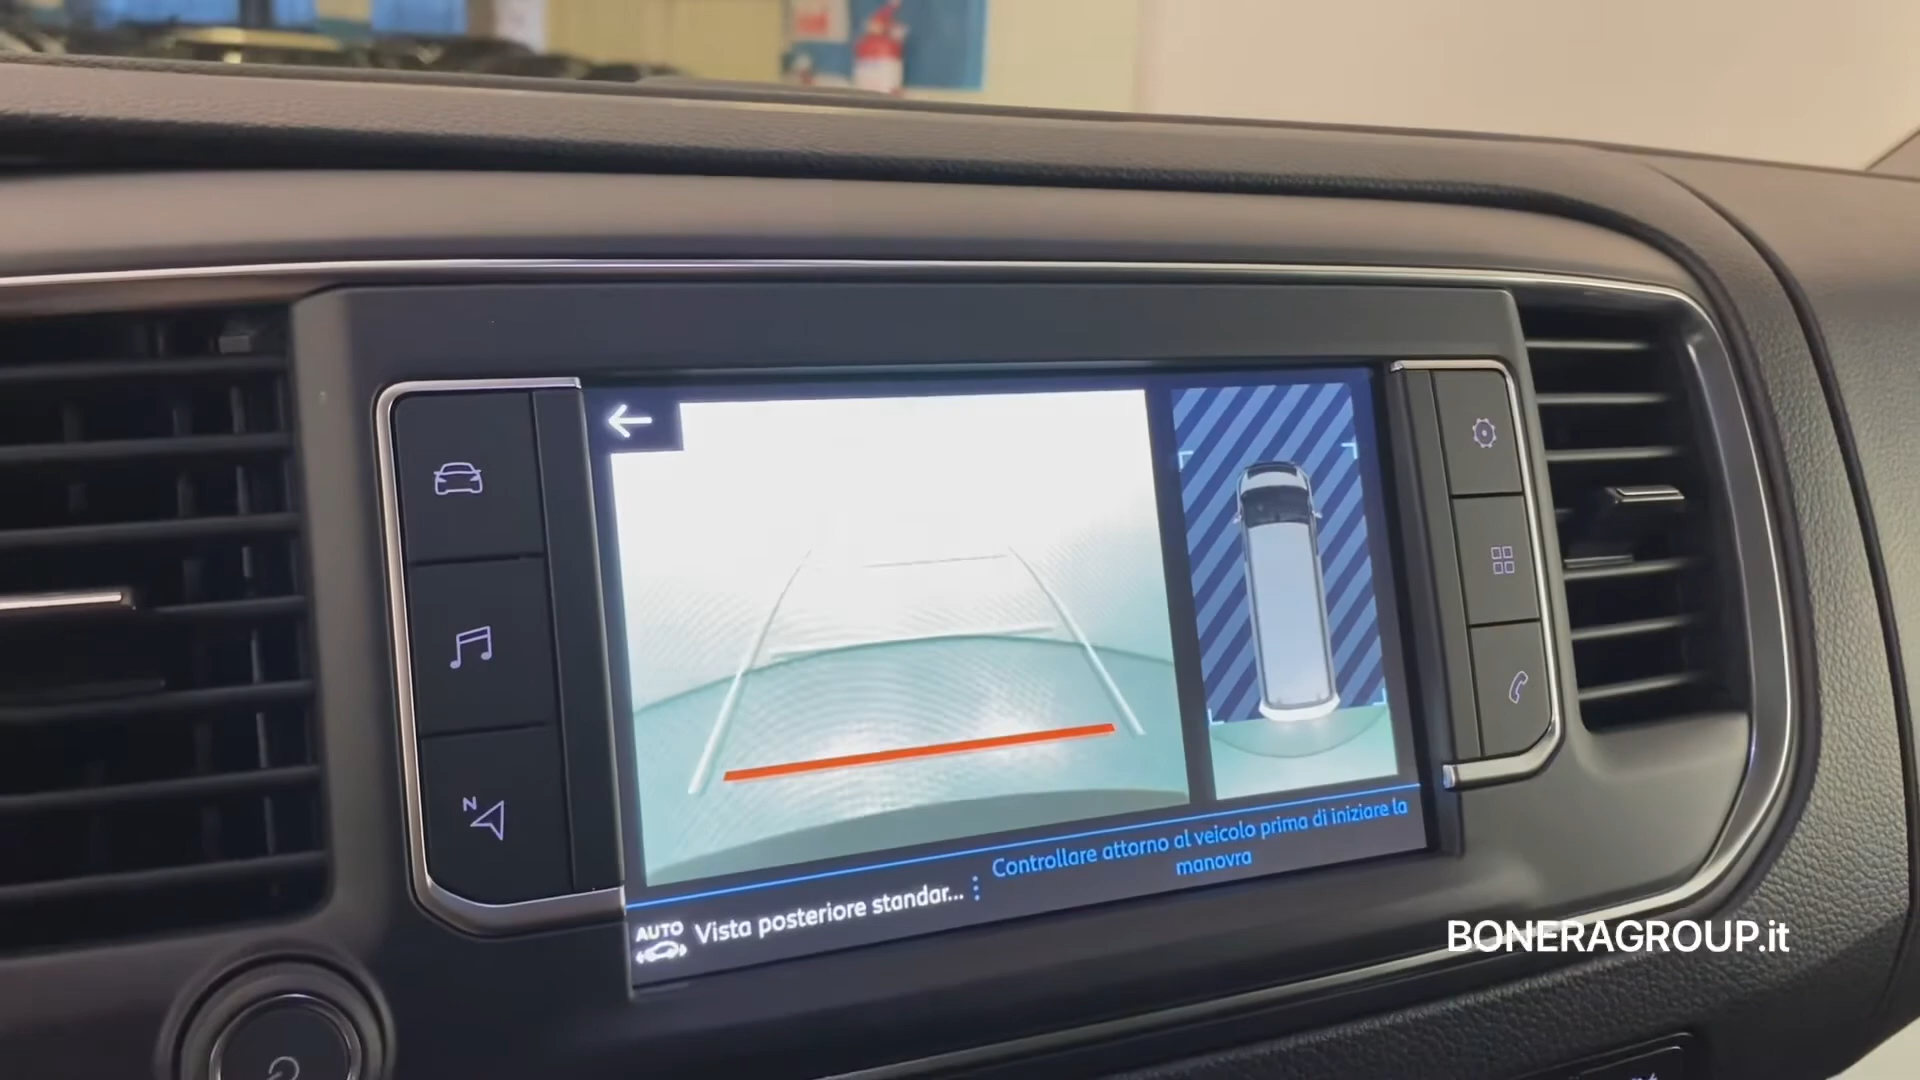 N
AUTO
Vista posteriore standar...
Controllare attorno al veicolo prima di iniziare la
manovra
BONERAGROUP.it